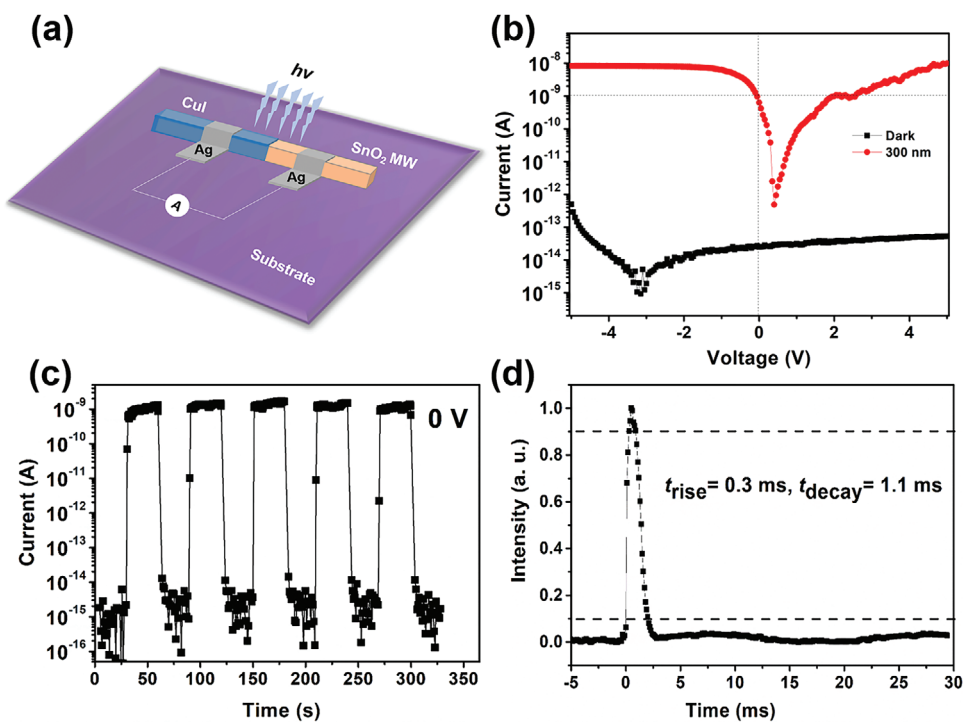 (a)
hv
CuI
Ag
SnO₂ MW
Ag
A
Substrate
(b)
Current (A)
10⁻⁸
10⁻⁹
10⁻¹⁰
10⁻¹¹
10⁻¹²
10⁻¹³
10⁻¹⁴
10⁻¹⁵
Dark
300 nm
-4 -2 0 2 4
Voltage (V)
(c)
0 V
Current (A)
10⁻⁹
10⁻¹⁰
10⁻¹¹
10⁻¹²
10⁻¹³
10⁻¹⁴
10⁻¹⁵
10⁻¹⁶
0 50 100 150 200 250 300 350
Time (s)
(d)
Intensity (a. u.)
1.0
0.8
0.6
0.4
0.2
0.0
t rise= 0.3 ms, t decay= 1.1 ms
-5 0 5 10 15 20 25 30
Time (ms)